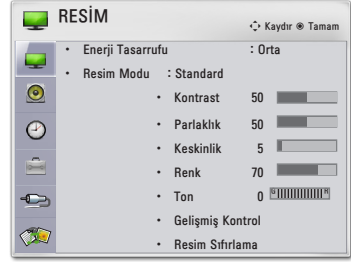 RESİM
Kaydır Tamam
• Enerji Tasarrufu : Orta
• Resim Modu : Standard
• Kontrast 50
• Parlaklık 50
• Keskinlik 5
• Renk 70
• Ton 0 G R
• Gelişmiş Kontrol
• Resim Sıfırlama